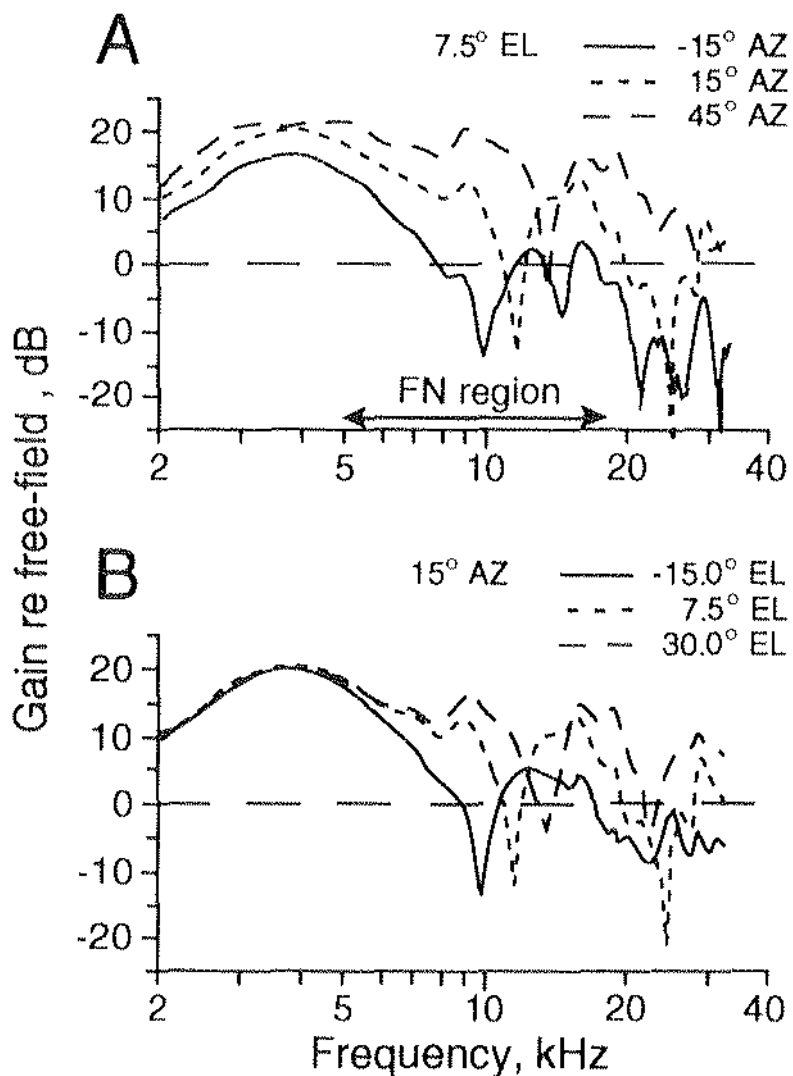 A
7.5° EL
-15° AZ
15° AZ
45° AZ
20
10
0
-10
-20
FN region
2 5 10 20 40
Gain re free-field , dB
B
15° AZ
-15.0° EL
7.5° EL
30.0° EL
20
10
0
-10
-20
2 5 10 20 40
Frequency, kHz